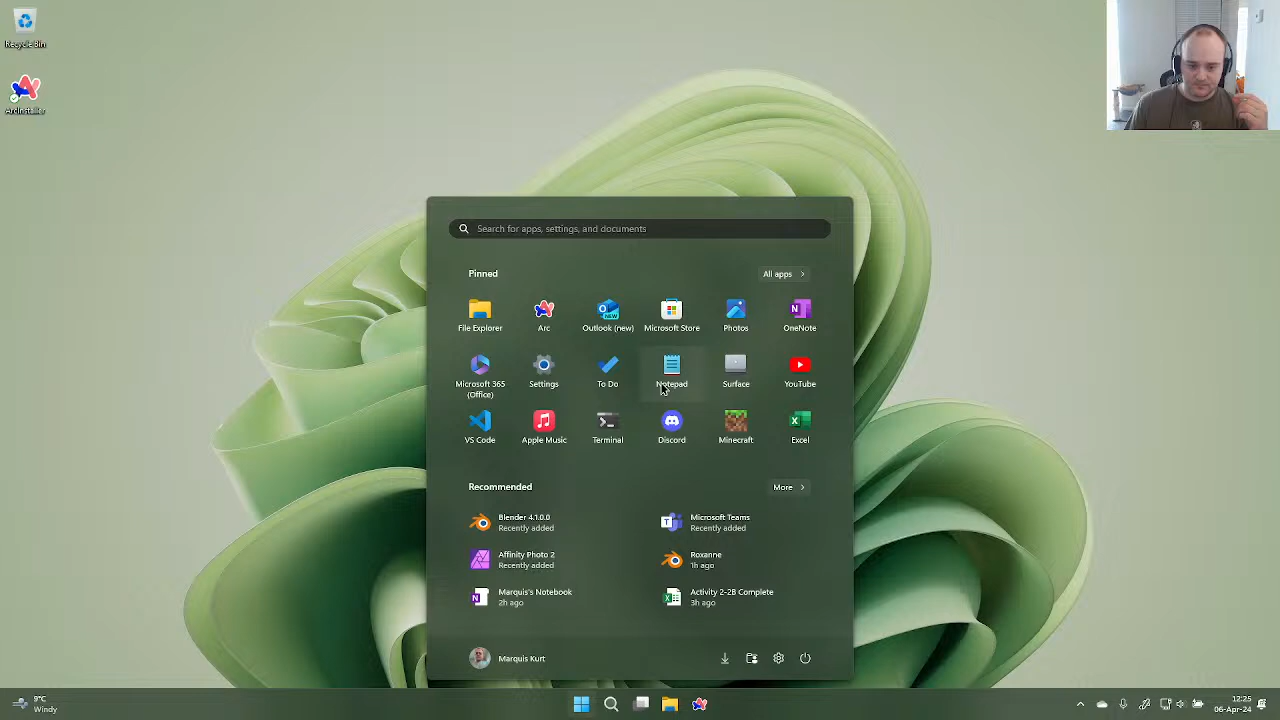 Recycle Bin
ArcInstaller
Search for apps, settings, and documents
Pinned
All apps
File Explorer
Arc
Outlook (new)
NEW
Microsoft Store
Photos
OneNote
Microsoft 365
(Office)
Settings
To Do
Notepad
Surface
YouTube
VS Code
Apple Music
Terminal
Discord
Minecraft
Excel
Recommended
More
Blender 4.1.0.0
Recently added
Microsoft Teams
Recently added
Affinity Photo 2
Recently added
Roxanne
1h ago
Marquis's Notebook
2h ago
Activity 2-2B Complete
3h ago
Marquis Kurt
9°C
Windy
12:25
06-Apr-24